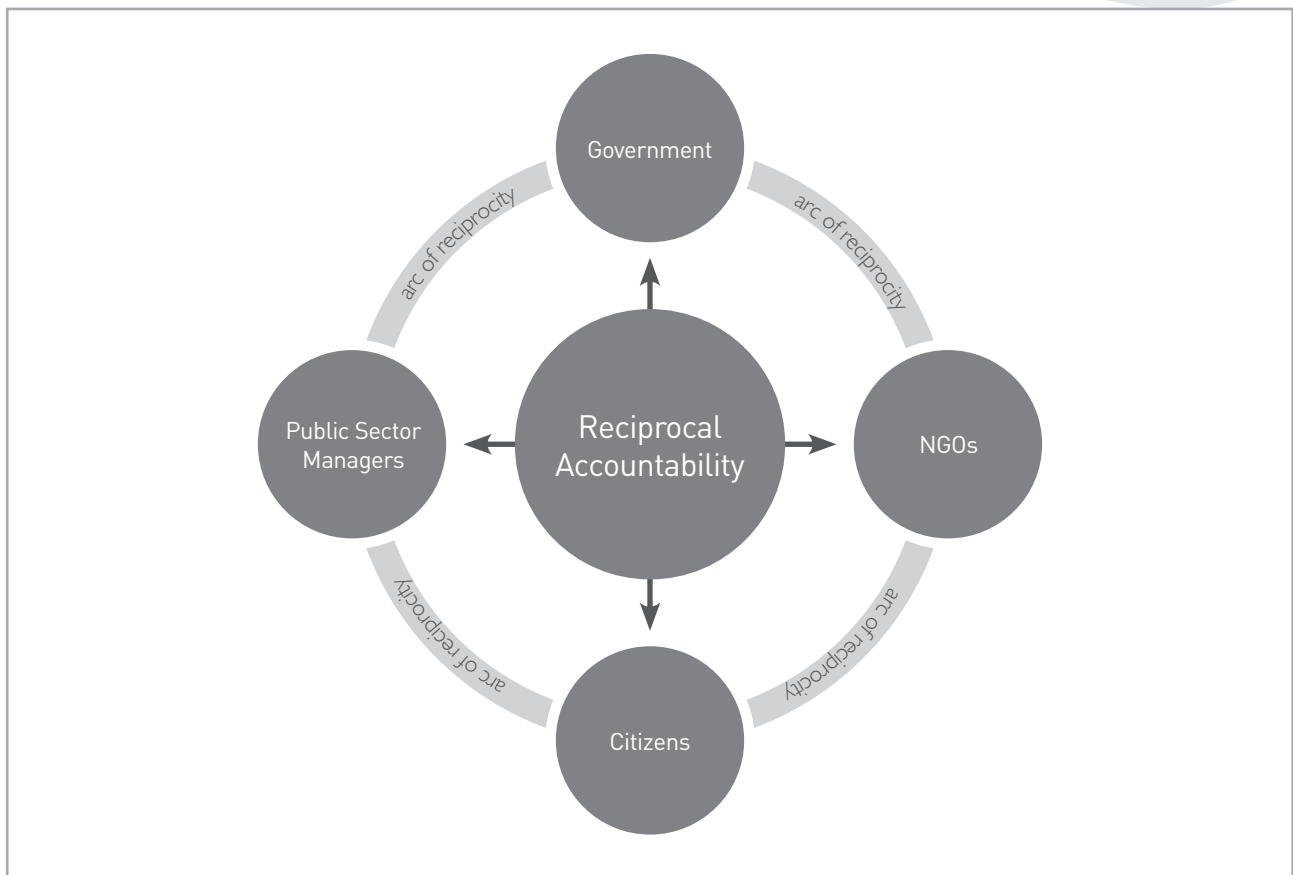 Government
arc of reciprocity
arc of reciprocity
Public Sector
Managers
Reciprocal
Accountability
NGOs
arc of reciprocity
arc of reciprocity
Citizens